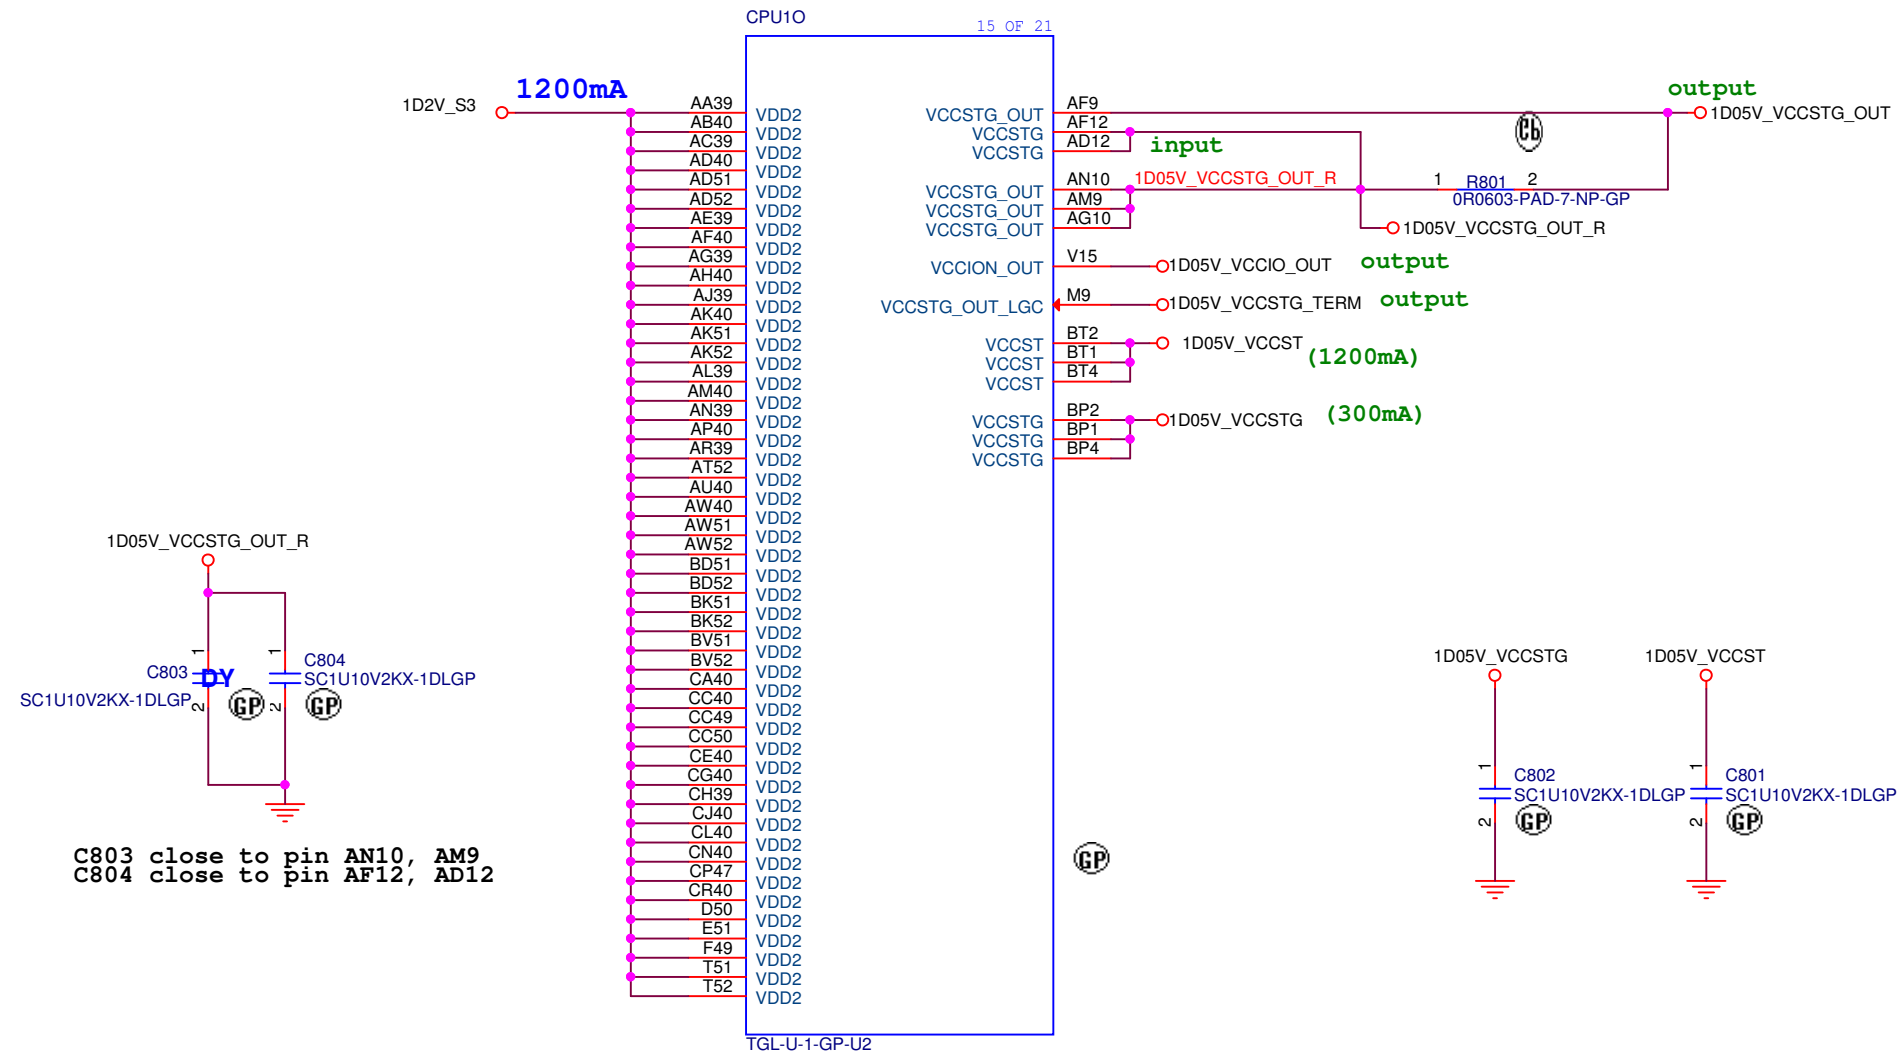 CPU1O
15 OF 21
1200mA
1D2V_S3
AA39 VDD2
AB40 VDD2
AC39 VDD2
AD40 VDD2
AD51 VDD2
AD52 VDD2
AE39 VDD2
AF40 VDD2
AG39 VDD2
AH40 VDD2
AJ39 VDD2
AK40 VDD2
AK51 VDD2
AK52 VDD2
AL39 VDD2
AM40 VDD2
AN39 VDD2
AP40 VDD2
AR39 VDD2
AT52 VDD2
AU40 VDD2
AW40 VDD2
AW51 VDD2
AW52 VDD2
BD51 VDD2
BD52 VDD2
BK51 VDD2
BK52 VDD2
BV51 VDD2
BV52 VDD2
CA40 VDD2
CC40 VDD2
CC49 VDD2
CC50 VDD2
CE40 VDD2
CG40 VDD2
CH39 VDD2
CJ40 VDD2
CL40 VDD2
CN40 VDD2
CP47 VDD2
CR40 VDD2
D50 VDD2
E51 VDD2
F49 VDD2
T51 VDD2
T52 VDD2
VCCSTG_OUT AF9
VCCSTG AF12
VCCSTG AD12
VCCSTG_OUT AN10
VCCSTG_OUT AM9
VCCSTG_OUT AG10
VCCION_OUT V15
VCCSTG_OUT_LGC M9
VCCST BT2
VCCST BT1
VCCST BT4
VCCSTG BP2
VCCSTG BP1
VCCSTG BP4
output
1D05V_VCCSTG_OUT
input
1D05V_VCCSTG_OUT_R
1 R801 2
0R0603-PAD-7-NP-GP
1D05V_VCCSTG_OUT_R
1D05V_VCCIO_OUT output
1D05V_VCCSTG_TERM output
1D05V_VCCST
(1200mA)
1D05V_VCCSTG (300mA)
GP
TGL-U-1-GP-U2
1D05V_VCCSTG_OUT_R
1
C803
DY
SC1U10V2KX-1DLGP
2
GP
1
C804
SC1U10V2KX-1DLGP
2
GP
C803 close to pin AN10, AM9
C804 close to pin AF12, AD12
1D05V_VCCSTG
1
C802
SC1U10V2KX-1DLGP
2
GP
1D05V_VCCST
1
C801
SC1U10V2KX-1DLGP
2
GP